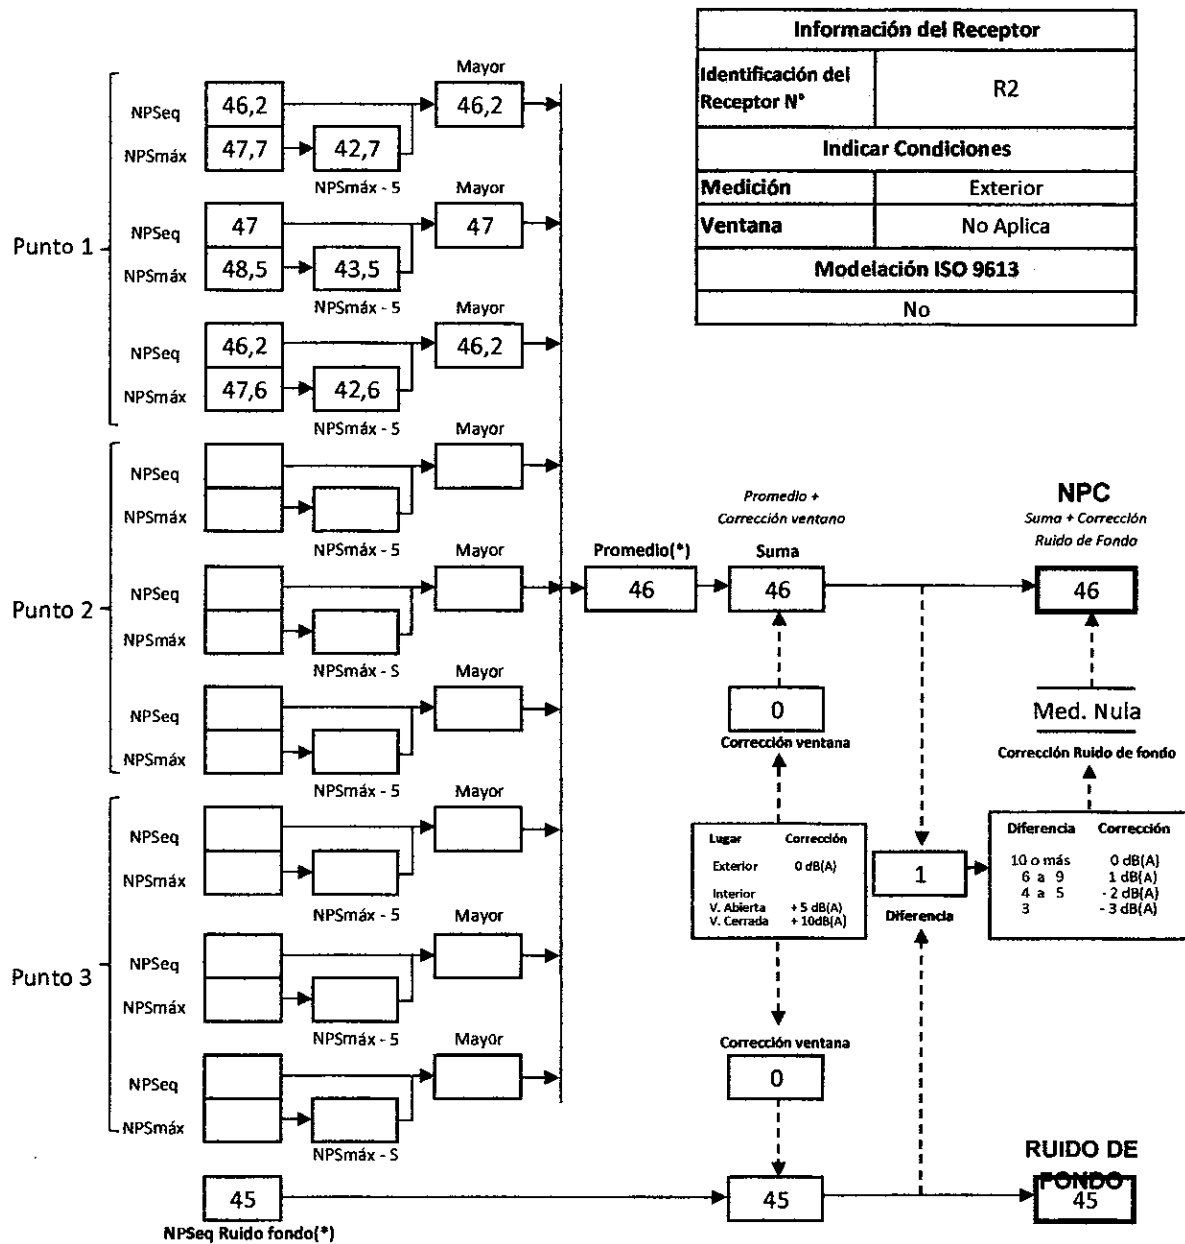 Información del Receptor
Identificación del Receptor N°
R2
Indicar Condiciones
Medición
Exterior
Ventana
No Aplica
Modelación ISO 9613
No
Punto 1
Mayor
NPSeq
46,2
46,2
NPSmáx
47,7
42,7
NPSmáx - 5
Mayor
NPSeq
47
47
NPSmáx
48,5
43,5
NPSmáx - 5
Mayor
NPSeq
46,2
46,2
NPSmáx
47,6
42,6
NPSmáx - 5
Punto 2
Mayor
NPSeq
NPSmáx
NPSmáx - 5
Mayor
NPSeq
NPSmáx
NPSmáx - S
Mayor
NPSeq
NPSmáx
NPSmáx - 5
Punto 3
Mayor
NPSeq
NPSmáx
NPSmáx - 5
Mayor
NPSeq
NPSmáx
NPSmáx - 5
Mayor
NPSeq
NPSmáx
NPSmáx - S
45
NPSeq Ruido fondo(*)
Promedio(*)
46
Promedio +
Corrección ventano
Suma
46
0
Corrección ventana
Lugar Corrección
Exterior 0 dB(A)
Interior
V. Abierta + 5 dB(A)
V. Cerrada + 10dB(A)
Corrección ventana
0
45
1
Diferencia
NPC
Suma + Corrección
Ruido de Fondo
46
Med. Nula
Corrección Ruido de fondo
Diferencia Corrección
10 o más 0 dB(A)
6 a 9 1 dB(A)
4 a 5 - 2 dB(A)
3 - 3 dB(A)
RUIDO DE
FONDO
45